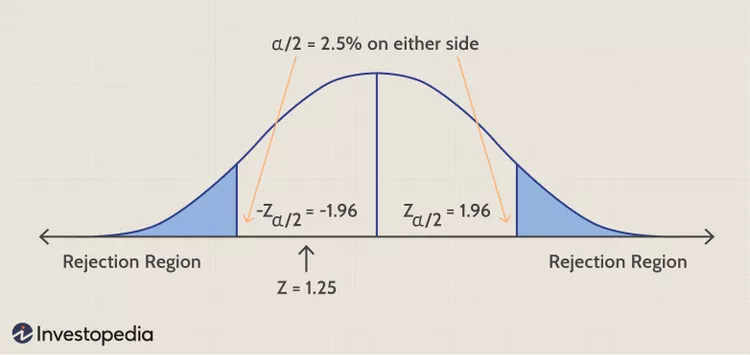 α/2 = 2.5% on either side
-Zα/2 = -1.96
Zα/2 = 1.96
Rejection Region
Rejection Region
Z = 1.25
Investopedia